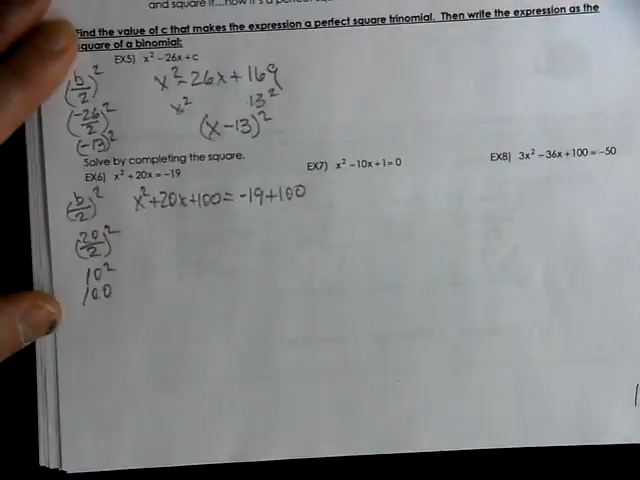 and square it...now it's a perfect squ
Find the value of c that makes the expression a perfect square trinomial. Then write the expression as the
square of a binomial:
EX5) x² − 26x + c
(b/2)² x² - 26x + 169
(-26/2)² x² 13²
(-13)² (x - 13)²
Solve by completing the square.
EX6) x² + 20x = −19 EX7) x² − 10x + 1 = 0 EX8) 3x² − 36x + 100 = −50
(b/2)² x² + 20x + 100 = -19 + 100
(20/2)²
10²
100